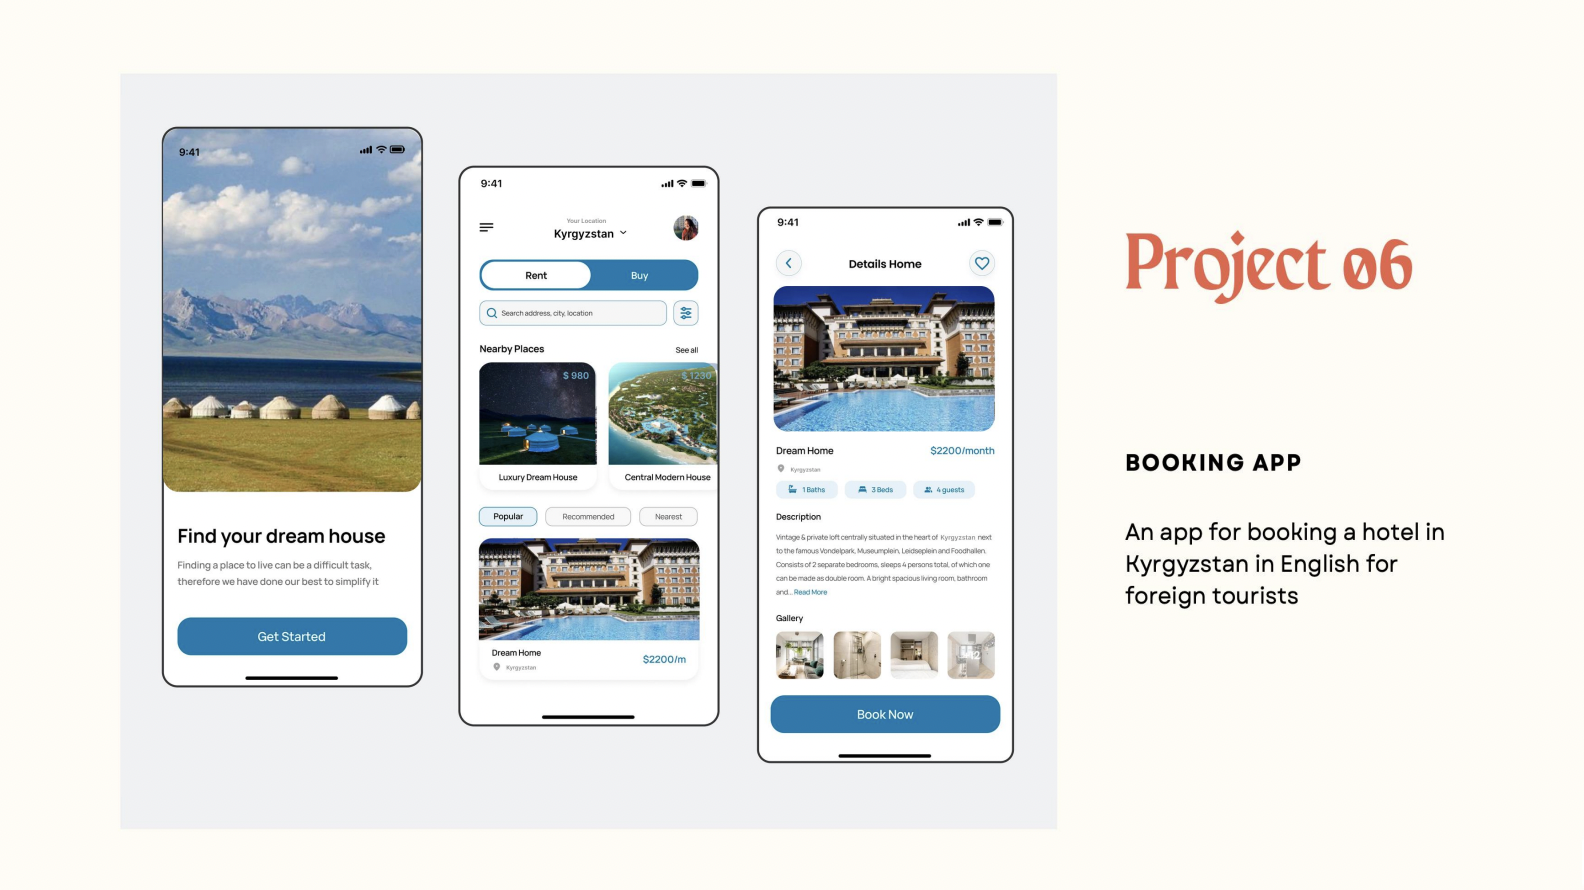 9:41
Find your dream house
Finding a place to live can be a difficult task,
therefore we have done our best to simplify it
Get Started
9:41
Your Location
Kyrgyzstan
Rent
Buy
Search address, city, location
Nearby Places
See all
$ 980
$ 1230
Luxury Dream House
Central Modern House
Popular
Recommended
Nearest
Dream Home
Kyrgyzstan
$2200/m
9:41
Details Home
Dream Home
$2200/month
Kyrgyzstan
1 Baths
3 Beds
4 guests
Description
Vintage & private loft centrally situated in the heart of Kyrgyzstan next
to the famous Vondelpark, Museumplein, Leidseplein and Foodhallen.
Consists of 2 separate bedrooms, sleeps 4 persons total, of which one
can be made as double room. A bright spacious living room, bathroom
and... Read More
Gallery
Book Now
Project 06
BOOKING APP
An app for booking a hotel in
Kyrgyzstan in English for
foreign tourists